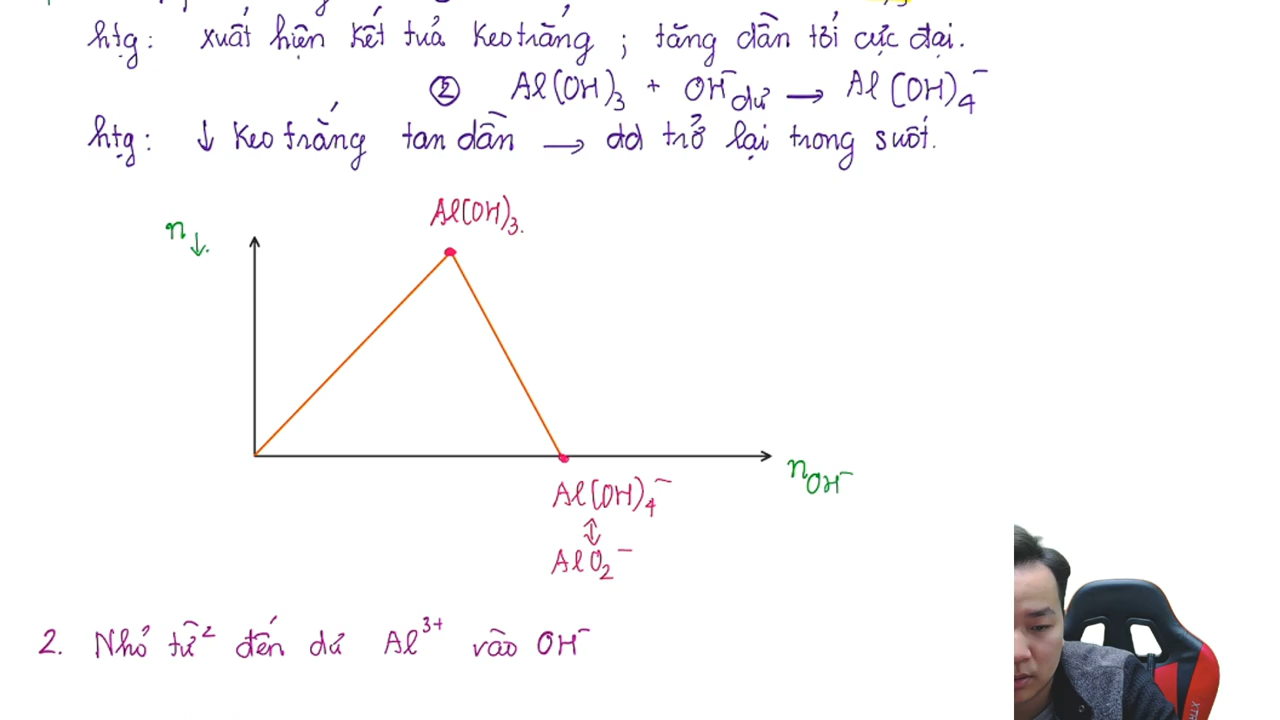 htg: xuất hiện kết tủa keo trắng; tăng dần tới cực đại.
② Al(OH)₃ + OH⁻dư → Al(OH)₄⁻
htg: ↓ keo trắng tan dần → dd trở lại trong suốt.
Al(OH)₃.
n↓.
nOH⁻
Al(OH)₄⁻
↕
AlO₂⁻
2. Nhỏ từ² đến dư Al³⁺ vào OH⁻
XTR